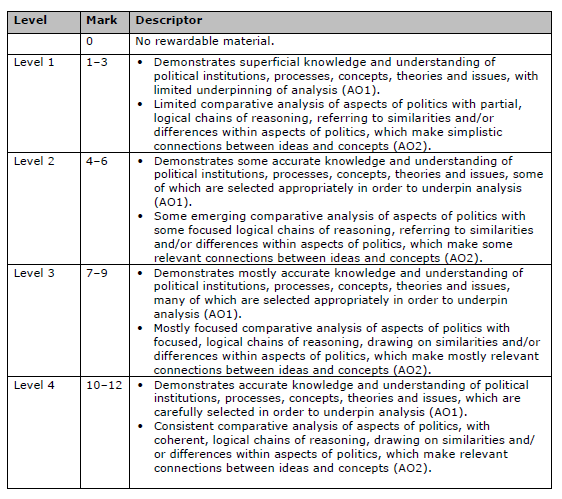 Level Mark Descriptor
0 No rewardable material.
Level 1 1–3 • Demonstrates superficial knowledge and understanding of
political institutions, processes, concepts, theories and issues, with
limited underpinning of analysis (AO1).
• Limited comparative analysis of aspects of politics with partial,
logical chains of reasoning, referring to similarities and/or
differences within aspects of politics, which make simplistic
connections between ideas and concepts (AO2).
Level 2 4–6 • Demonstrates some accurate knowledge and understanding of
political institutions, processes, concepts, theories and issues, some
of which are selected appropriately in order to underpin analysis
(AO1).
• Some emerging comparative analysis of aspects of politics with
some focused logical chains of reasoning, referring to similarities
and/or differences within aspects of politics, which make some
relevant connections between ideas and concepts (AO2).
Level 3 7–9 • Demonstrates mostly accurate knowledge and understanding of
political institutions, processes, concepts, theories and issues,
many of which are selected appropriately in order to underpin
analysis (AO1).
• Mostly focused comparative analysis of aspects of politics with
focused, logical chains of reasoning, drawing on similarities and/or
differences within aspects of politics, which make mostly relevant
connections between ideas and concepts (AO2).
Level 4 10–12 • Demonstrates accurate knowledge and understanding of political
institutions, processes, concepts, theories and issues, which are
carefully selected in order to underpin analysis (AO1).
• Consistent comparative analysis of aspects of politics, with
coherent, logical chains of reasoning, drawing on similarities and/
or differences within aspects of politics, which make relevant
connections between ideas and concepts (AO2).